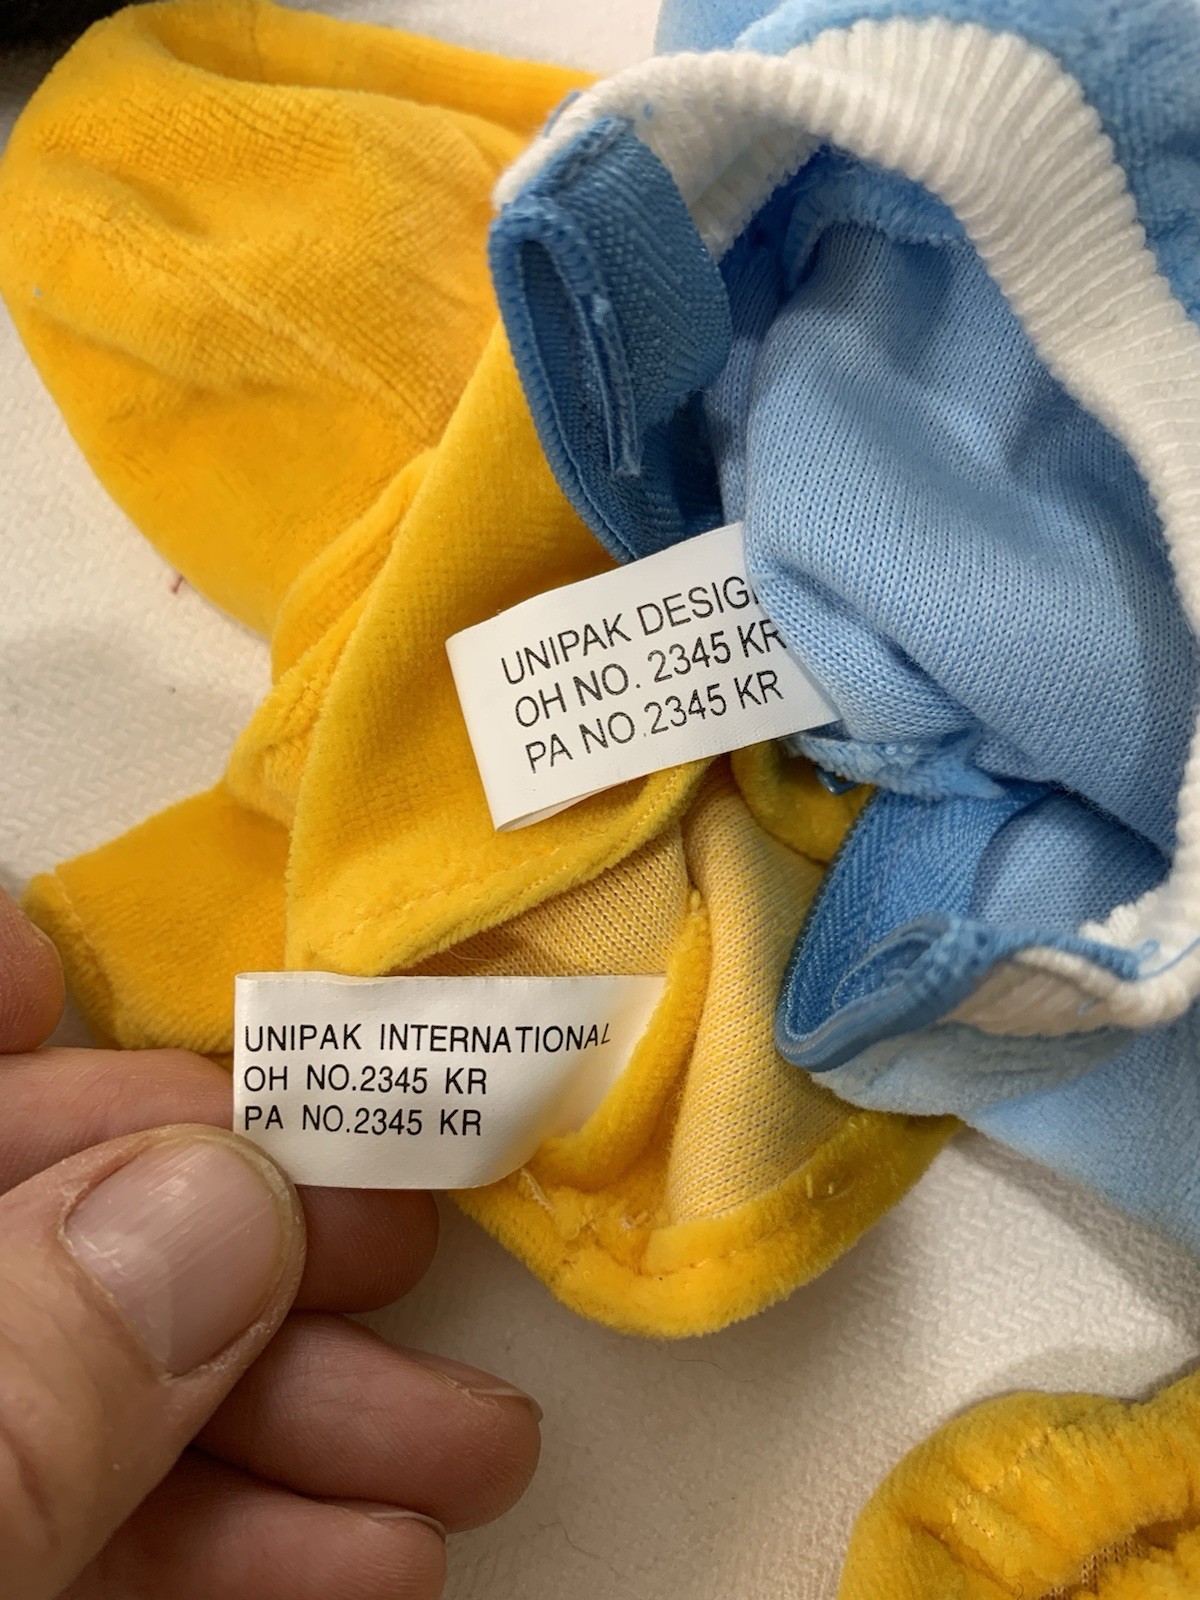 UNIPAK DESIG
OH NO. 2345 KR
PA NO.2345 KR
UNIPAK INTERNATIONAL
OH NO.2345 KR
PA NO.2345 KR